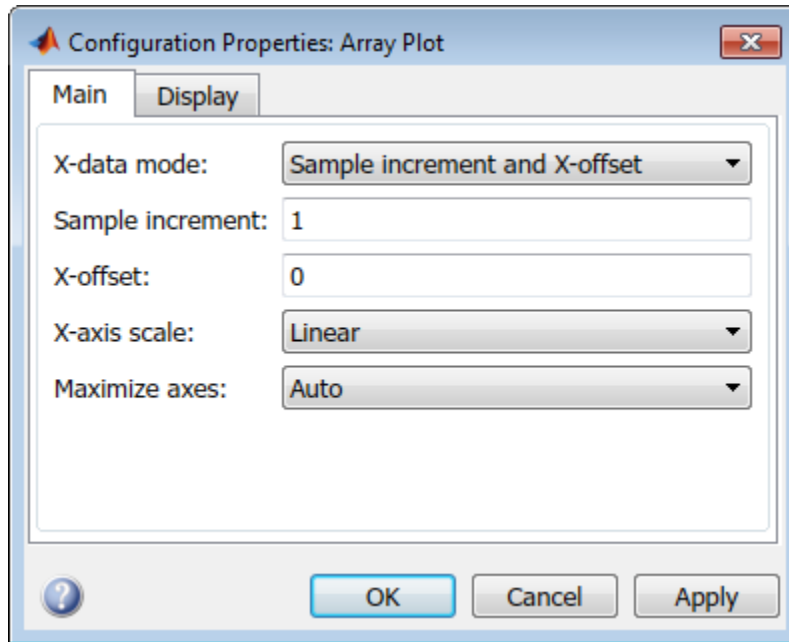 Configuration Properties: Array Plot
Main Display
X-data mode: Sample increment and X-offset
Sample increment: 1
X-offset: 0
X-axis scale: Linear
Maximize axes: Auto
? OK Cancel Apply